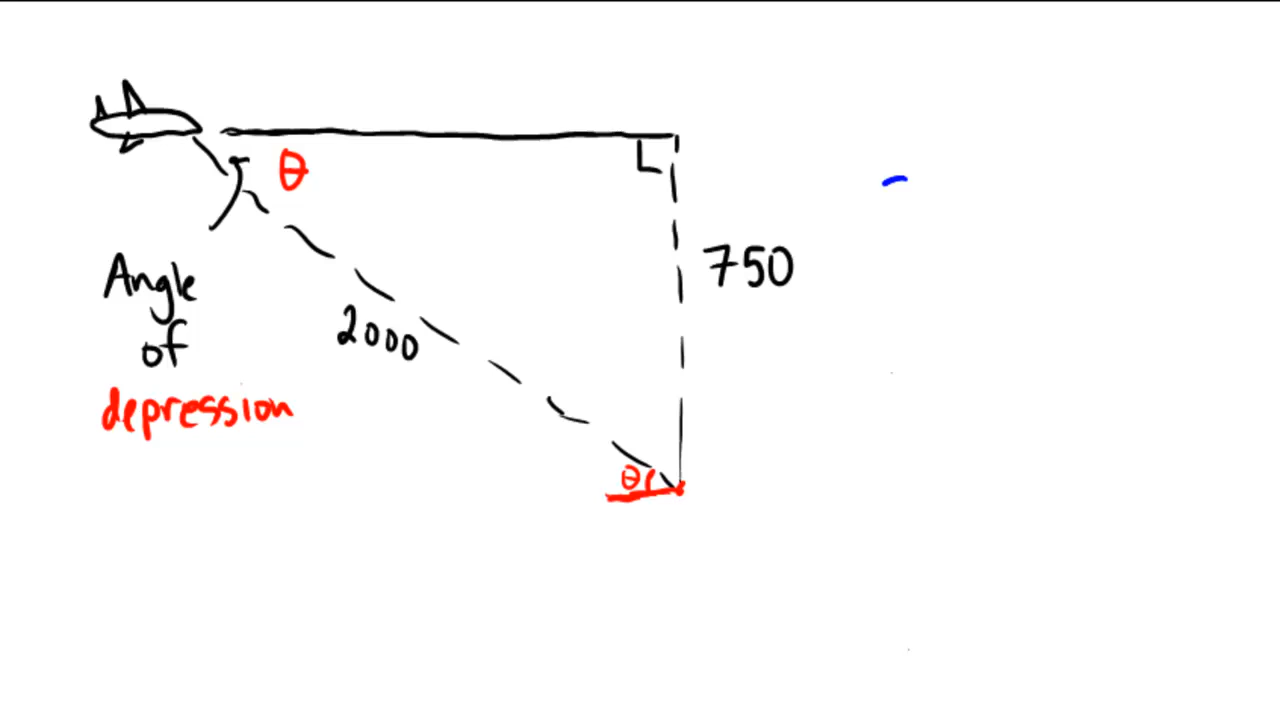 θ
750
Angle
of
depression
2000
θ